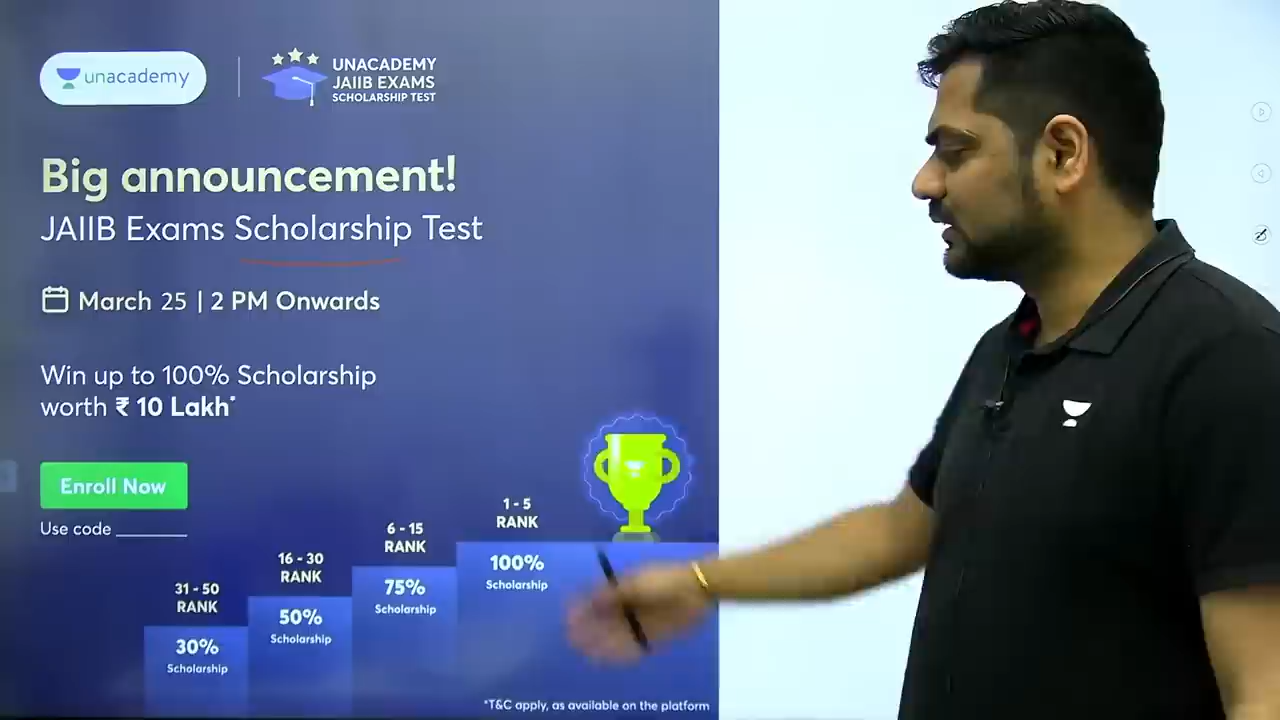 unacademy
UNACADEMY
JAIIB EXAMS
SCHOLARSHIP TEST
Big announcement!
JAIIB Exams Scholarship Test
March 25 | 2 PM Onwards
Win up to 100% Scholarship
worth ₹ 10 Lakh*
Enroll Now
Use code ________
31 - 50
RANK
30%
Scholarship
16 - 30
RANK
50%
Scholarship
6 - 15
RANK
75%
Scholarship
1 - 5
RANK
100%
Scholarship
*T&C apply, as available on the platform